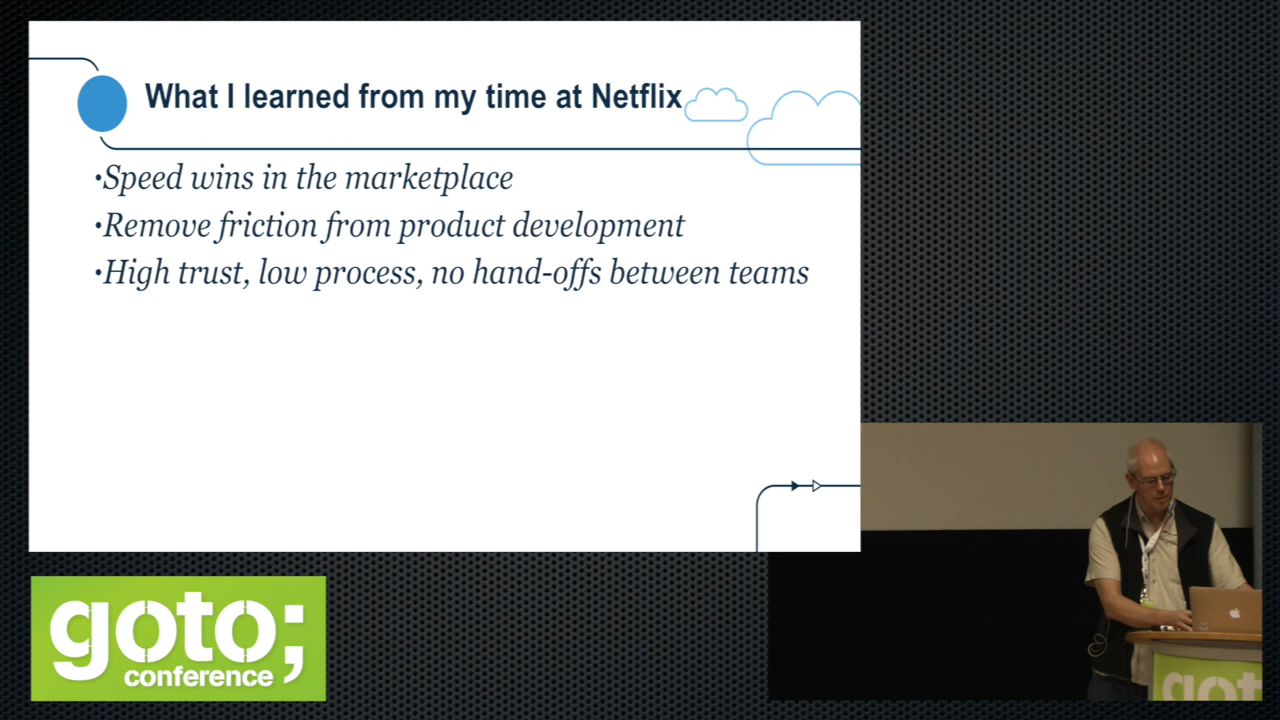 What I learned from my time at Netflix
•Speed wins in the marketplace
•Remove friction from product development
•High trust, low process, no hand-offs between teams
goto;
conference
got